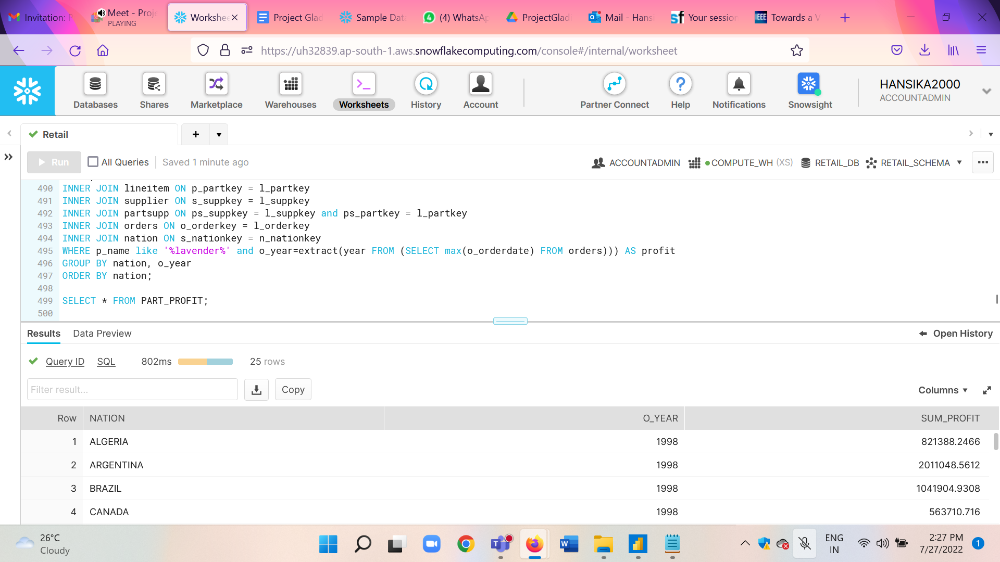 Invitation: P
Meet - Proje
PLAYING
Workshee
Project Glad
Sample Data
(4) WhatsAp
ProjectGladi
Mail - Hansi
Your session
Towards a V
https://uh32839.ap-south-1.aws.snowflakecomputing.com/console#/internal/worksheet
Databases
Shares
Marketplace
Warehouses
Worksheets
History
Account
Partner Connect
Help
Notifications
Snowsight
HANSIKA2000
ACCOUNTADMIN
Retail
Run
All Queries
Saved 1 minute ago
ACCOUNTADMIN
COMPUTE_WH (XS)
RETAIL_DB
RETAIL_SCHEMA
490 INNER JOIN lineitem ON p_partkey = l_partkey
491 INNER JOIN supplier ON s_suppkey = l_suppkey
492 INNER JOIN partsupp ON ps_suppkey = l_suppkey and ps_partkey = l_partkey
493 INNER JOIN orders ON o_orderkey = l_orderkey
494 INNER JOIN nation ON s_nationkey = n_nationkey
495 WHERE p_name like '%lavender%' and o_year=extract(year FROM (SELECT max(o_orderdate) FROM orders))) AS profit
496 GROUP BY nation, o_year
497 ORDER BY nation;
498
499 SELECT * FROM PART_PROFIT;
500
Results
Data Preview
Open History
Query ID
SQL
802ms
25 rows
Filter result...
Copy
Columns
Row NATION O_YEAR SUM_PROFIT
1 ALGERIA 1998 821388.2466
2 ARGENTINA 1998 2011048.5612
3 BRAZIL 1998 1041904.9308
4 CANADA 1998 563710.716
26°C
Cloudy
ENG
IN
2:27 PM
7/27/2022
1